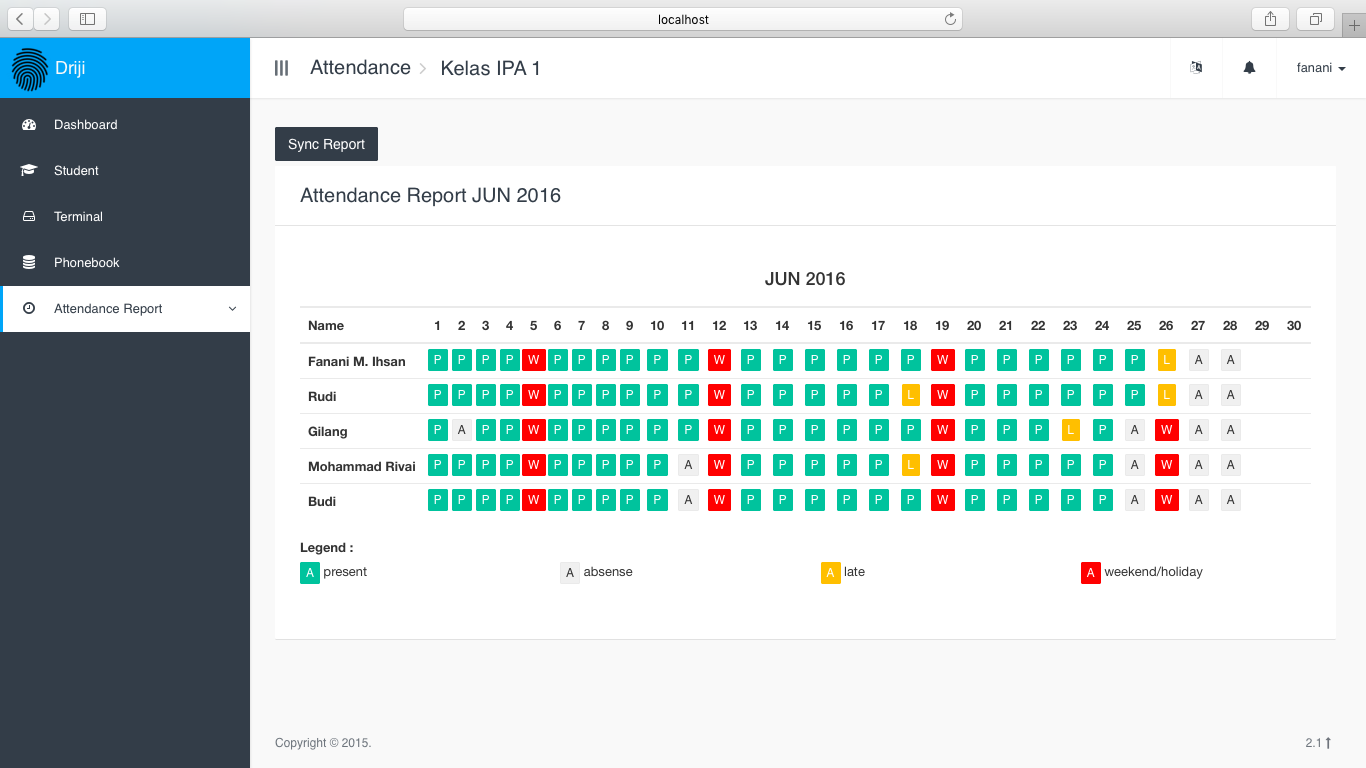 localhost
Driji
Attendance
Kelas IPA 1
fanani
Dashboard
Student
Terminal
Phonebook
Attendance Report
Sync Report
Attendance Report JUN 2016
JUN 2016
Name 1 2 3 4 5 6 7 8 9 10 11 12 13 14 15 16 17 18 19 20 21 22 23 24 25 26 27 28 29 30
Fanani M. Ihsan P P P P W P P P P P P W P P P P P P W P P P P P P L A A
Rudi P P P P W P P P P P P W P P P P P L W P P P P P P L A A
Gilang P A P P W P P P P P P W P P P P P P W P P P L P A W A A
Mohammad Rivai P P P P W P P P P P A W P P P P P L W P P P P P A W A A
Budi P P P P W P P P P P A W P P P P P P W P P P P P A W A A
Legend :
A present A absense A late A weekend/holiday
Copyright © 2015.
2.1